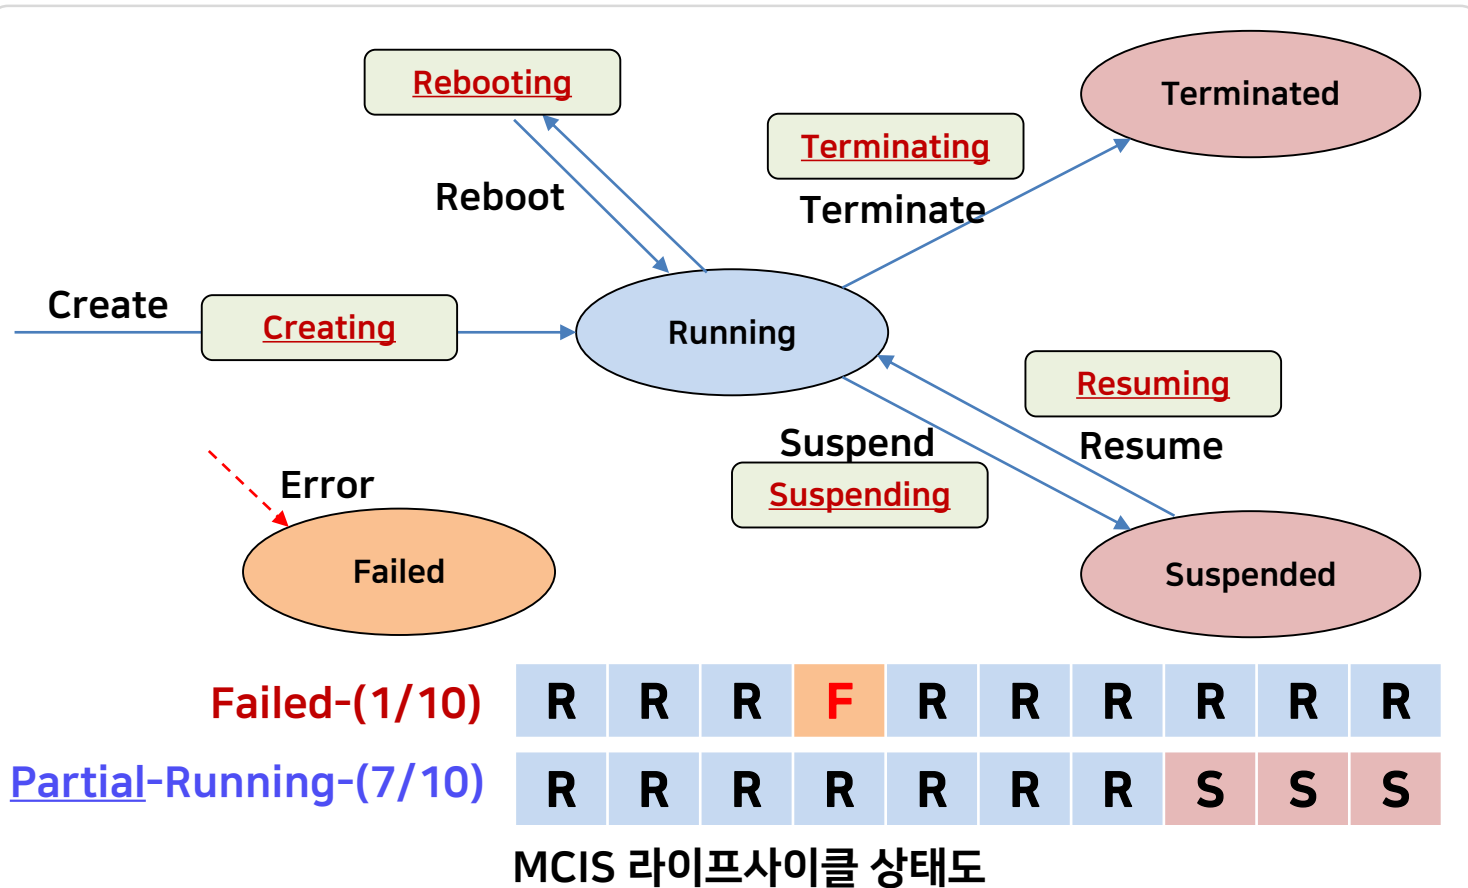 Rebooting
Terminated
Terminating
Reboot
Terminate
Create
Creating
Running
Resuming
Suspend
Resume
Error
Suspending
Failed
Suspended
Failed-(1/10) R R R F R R R R R R
Partial-Running-(7/10) R R R R R R R S S S
MCIS 라이프사이클 상태도